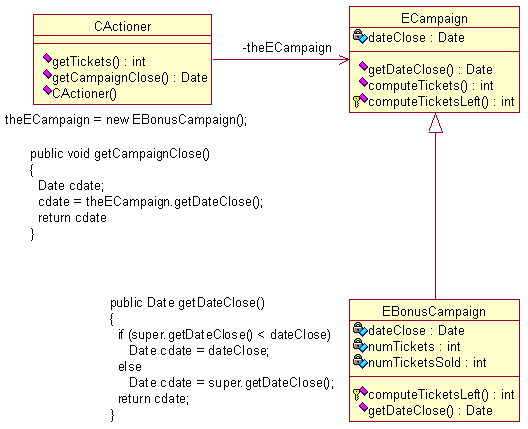 CActioner
getTickets() : int
getCampaignClose() : Date
CActioner()
-theECampaign
ECampaign
dateClose : Date
getDateClose() : Date
computeTickets() : int
computeTicketsLeft() : int
theECampaign = new EBonusCampaign();
public void getCampaignClose()
{
Date cdate;
cdate = theECampaign.getDateClose();
return cdate
}
public Date getDateClose()
{
if (super.getDateClose() < dateClose)
Date cdate = dateClose;
else
Date cdate = super.getDateClose();
return cdate;
}
EBonusCampaign
dateClose : Date
numTickets : int
numTicketsSold : int
computeTicketsLeft() : int
getDateClose() : Date